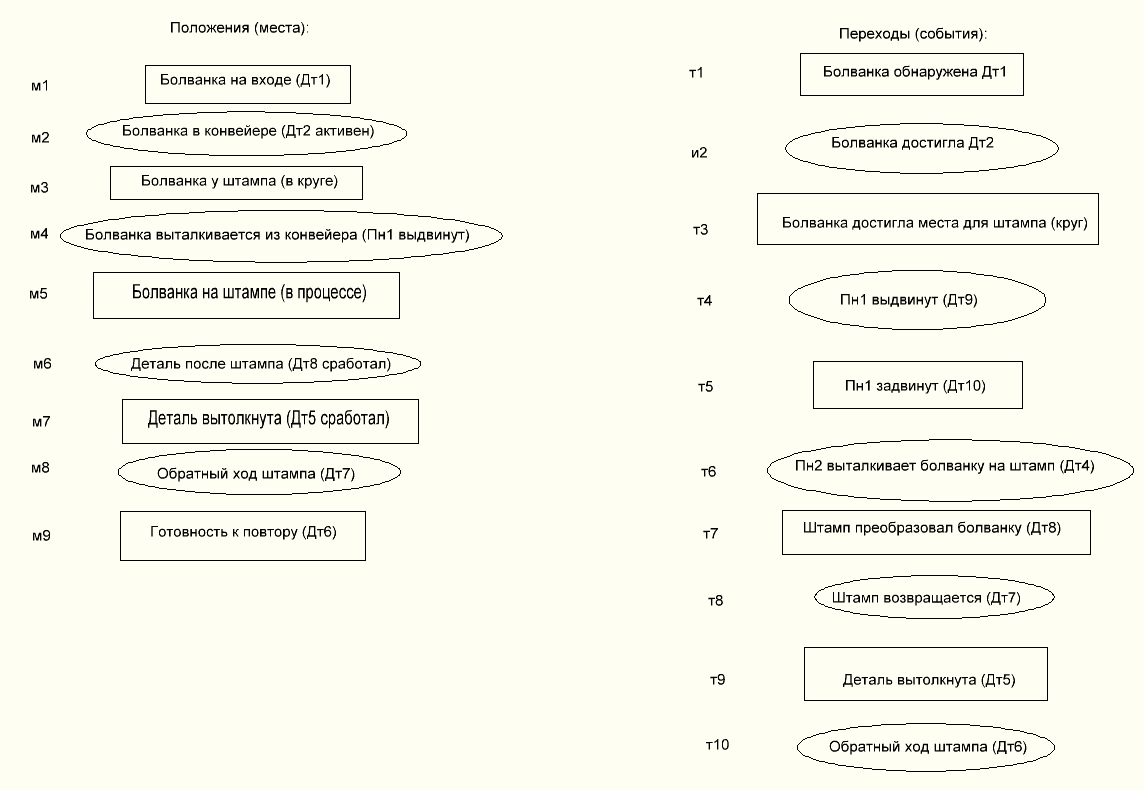 Положения (места):
м1 Болванка на входе (Дт1)
м2 Болванка в конвейере (Дт2 активен)
м3 Болванка у штампа (в круге)
м4 Болванка выталкивается из конвейера (Пн1 выдвинут)
м5 Болванка на штампе (в процессе)
м6 Деталь после штампа (Дт8 сработал)
м7 Деталь вытолкнута (Дт5 сработал)
м8 Обратный ход штампа (Дт7)
м9 Готовность к повтору (Дт6)
Переходы (события):
т1 Болванка обнаружена Дт1
и2 Болванка достигла Дт2
т3 Болванка достигла места для штампа (круг)
т4 Пн1 выдвинут (Дт9)
т5 Пн1 задвинут (Дт10)
т6 Пн2 выталкивает болванку на штамп (Дт4)
т7 Штамп преобразовал болванку (Дт8)
т8 Штамп возвращается (Дт7)
т9 Деталь вытолкнута (Дт5)
т10 Обратный ход штампа (Дт6)